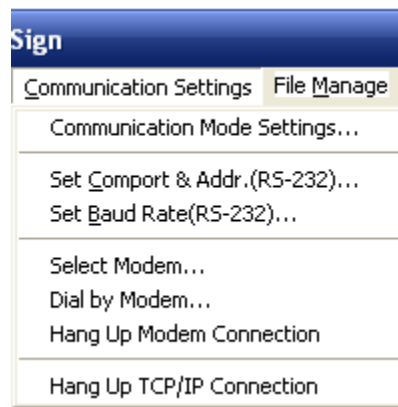 Sign
Communication Settings File Manage
Communication Mode Settings...
Set Comport & Addr.(RS-232)...
Set Baud Rate(RS-232)...
Select Modem...
Dial by Modem...
Hang Up Modem Connection
Hang Up TCP/IP Connection